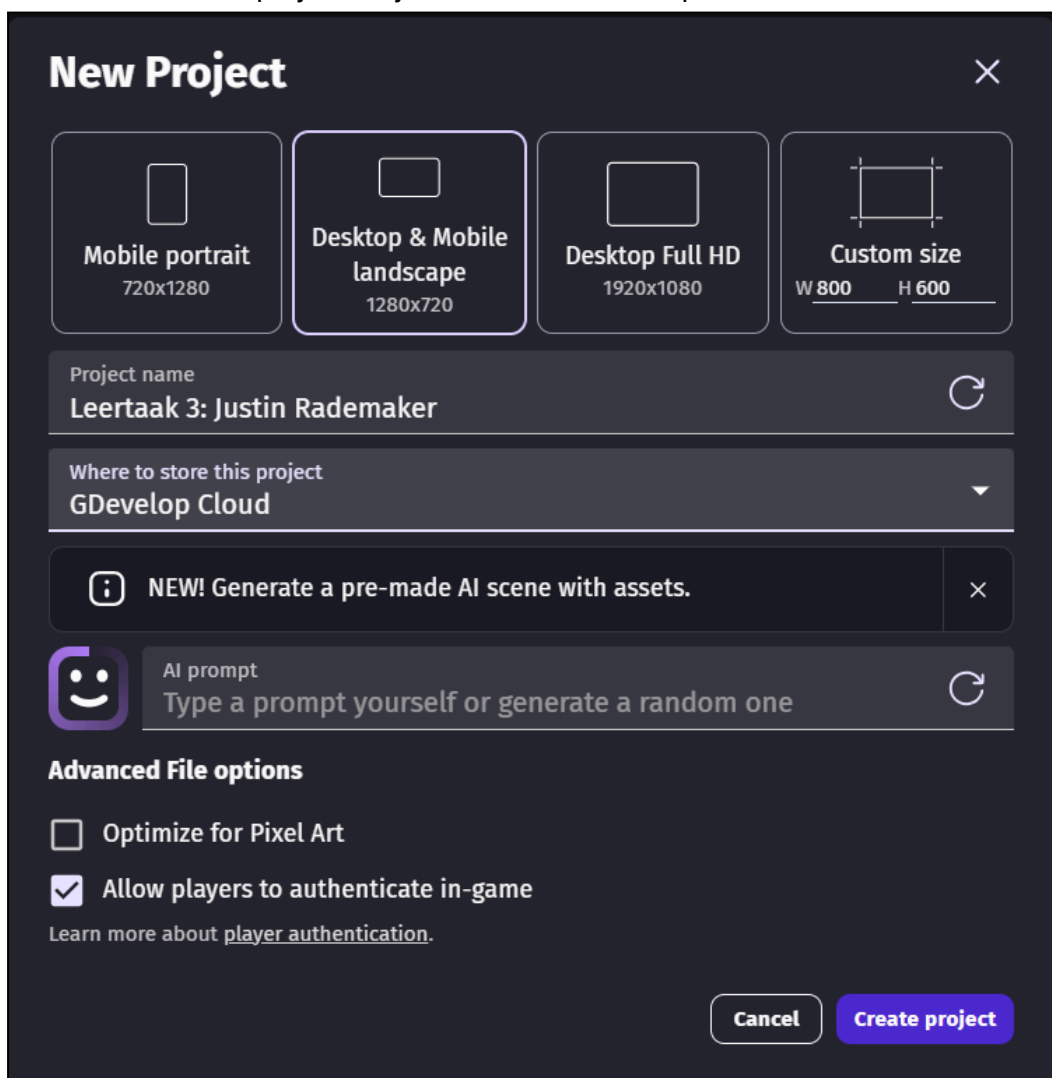 New Project
Mobile portrait
720x1280
Desktop & Mobile
landscape
1280x720
Desktop Full HD
1920x1080
Custom size
W 800 H 600
Project name
Leertaak 3: Justin Rademaker
Where to store this project
GDevelop Cloud
NEW! Generate a pre-made AI scene with assets.
AI prompt
Type a prompt yourself or generate a random one
Advanced File options
Optimize for Pixel Art
Allow players to authenticate in-game
Learn more about player authentication.
Cancel
Create project